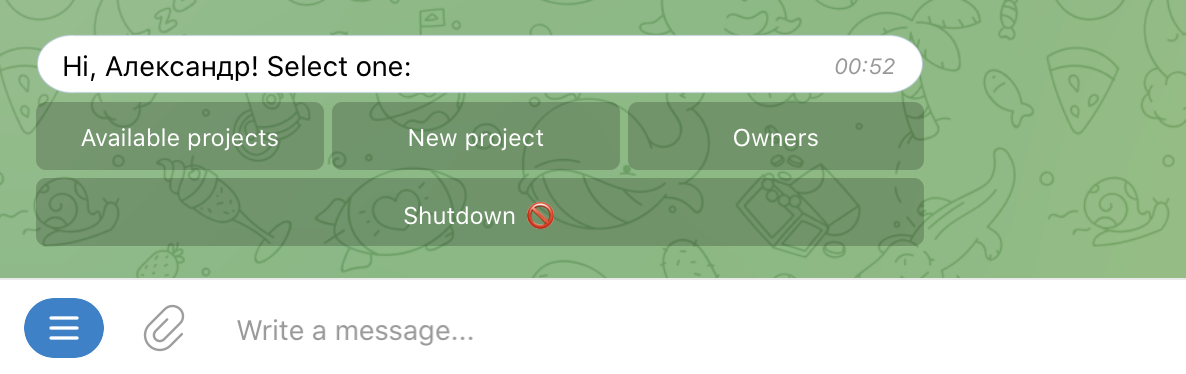 Hi, Александр! Select one:
00:52
Available projects
New project
Owners
Shutdown 🚫
Write a message...